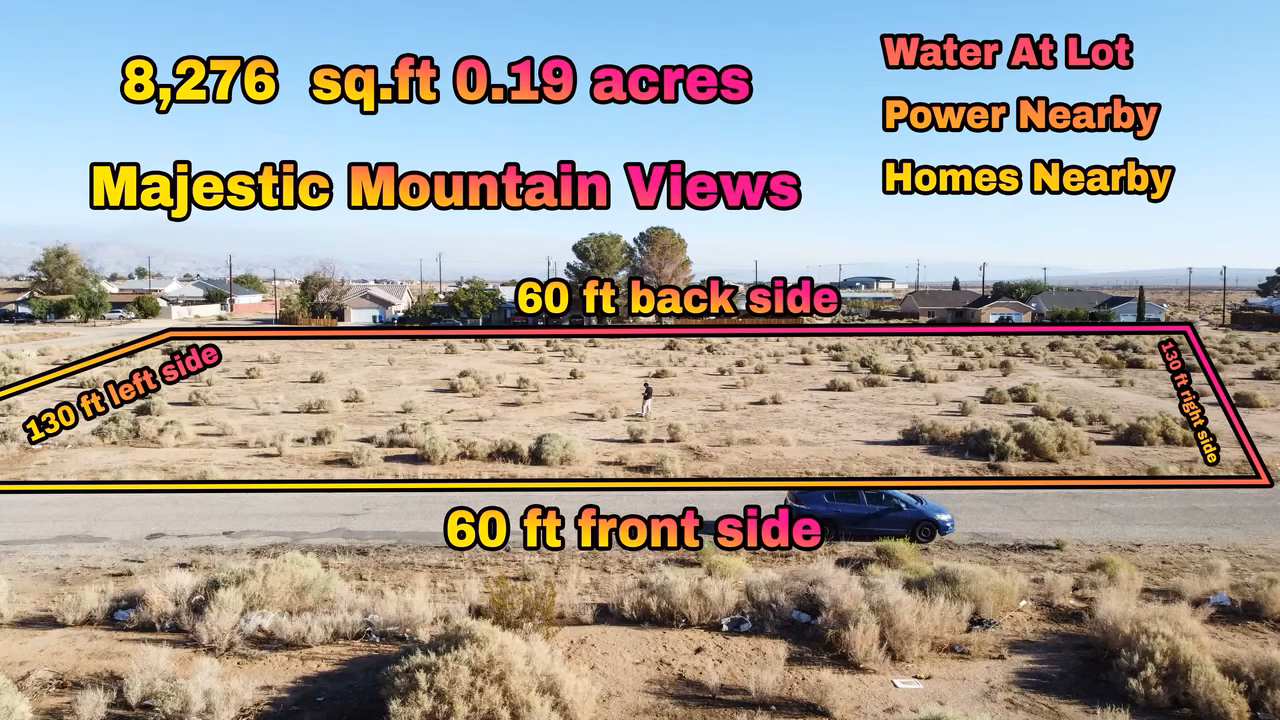 8,276 sq.ft 0.19 acres
Majestic Mountain Views
Water At Lot
Power Nearby
Homes Nearby
60 ft back side
130 ft left side
130 ft right side
60 ft front side